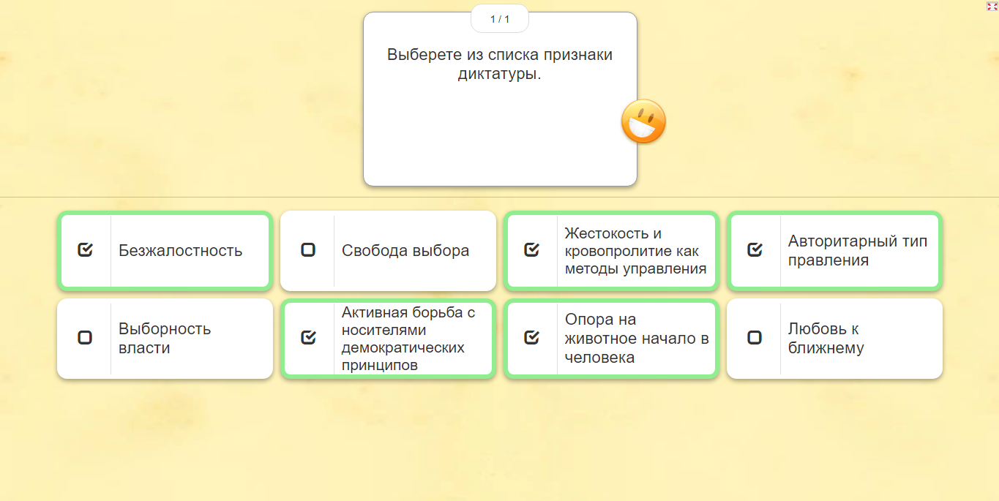 1 / 1
Выберете из списка признаки
диктатуры.
Безжалостность
Свобода выбора
Жестокость и
кровопролитие как
методы управления
Авторитарный тип
правления
Выборность
власти
Активная борьба с
носителями
демократических
принципов
Опора на
животное начало в
человека
Любовь к
ближнему